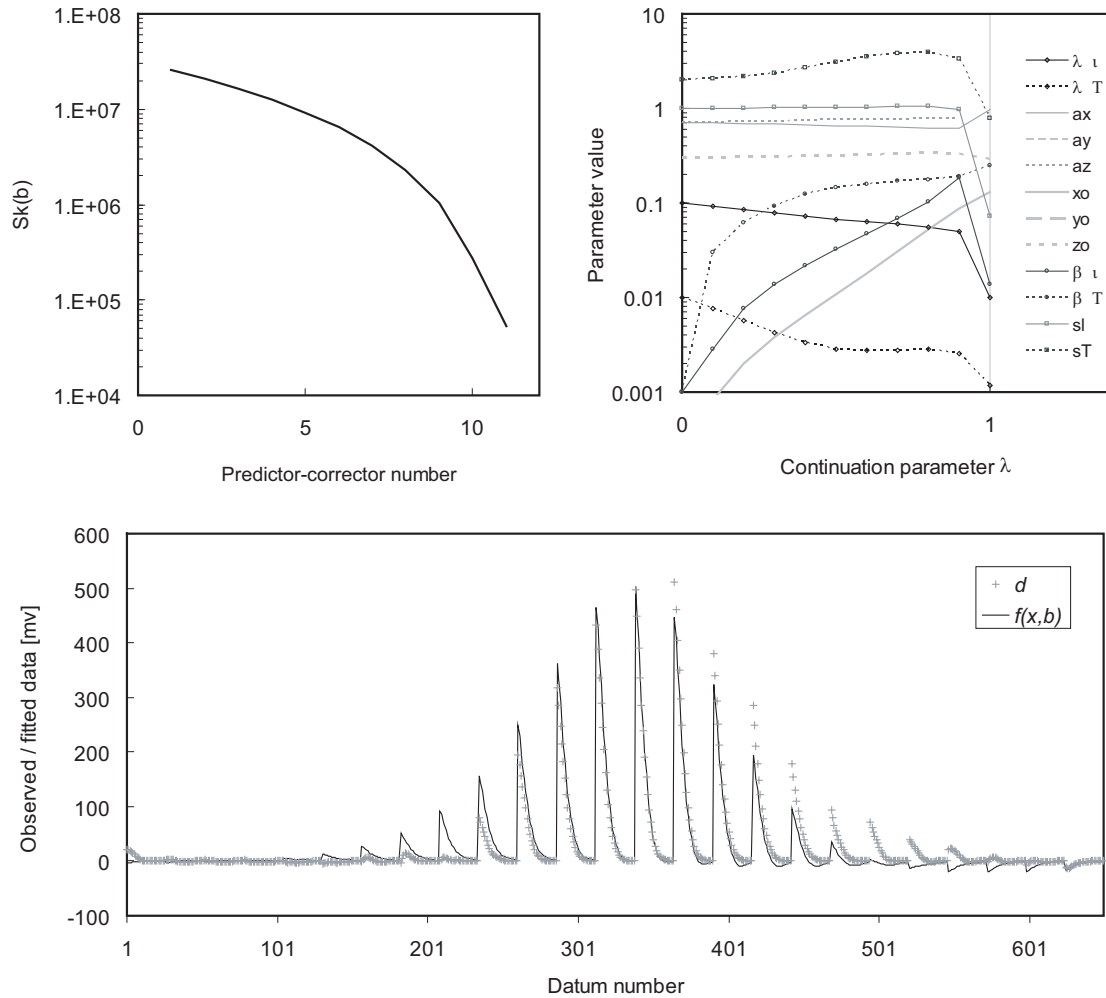 1.E+08
1.E+07
1.E+06
1.E+05
1.E+04
Sk(b)
0 5 10
Predictor-corrector number
10
1
0.1
0.01
0.001
Parameter value
0 1
Continuation parameter λ
λ ι
λ T
ax
ay
az
xo
yo
zo
β ι
β T
sl
sT
600
500
400
300
200
100
0
-100
Observed / fitted data [mv]
d
f(x,b)
1 101 201 301 401 501 601
Datum number